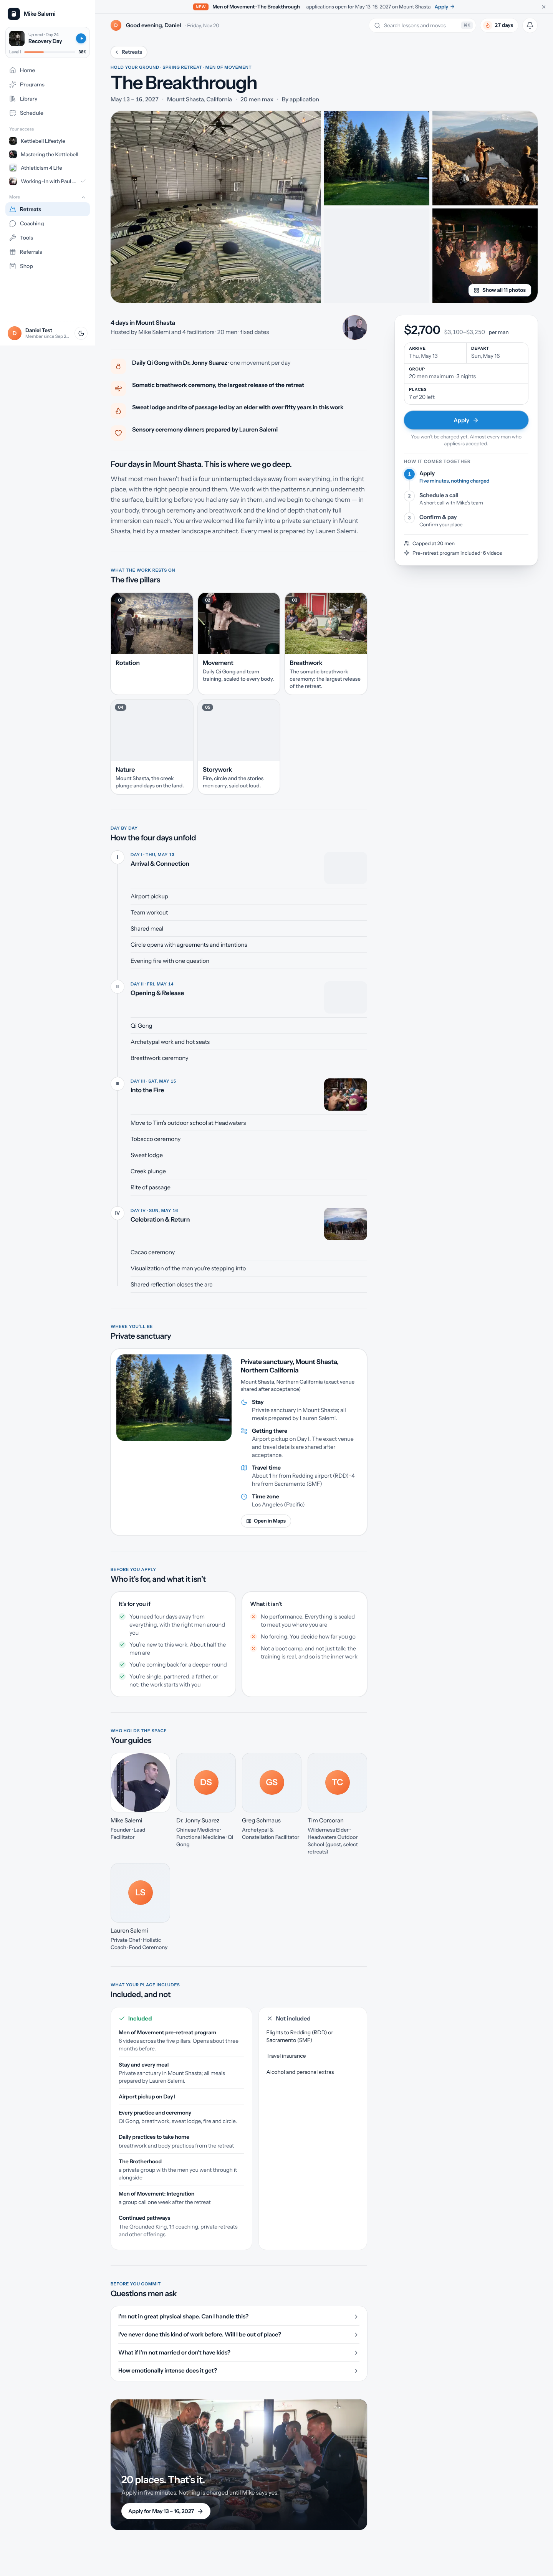 NEW Men of Movement · The Breakthrough — applications open for May 13–16, 2027 on Mount Shasta Apply →
Mike Salemi
Up next · Day 24
Recovery Day
Level 1 38%
Home
Programs
Library
Schedule
Your access
Kettlebell Lifestyle
Mastering the Kettlebell
Athleticism 4 Life
Working-In with Paul ...
More
Retreats
Coaching
Tools
Referrals
Shop
D Daniel Test
Member since Sep 2...
D Good evening, Daniel · Friday, Nov 20
Search lessons and moves ⌘K
27 days
Retreats
HOLD YOUR GROUND · SPRING RETREAT · MEN OF MOVEMENT
The Breakthrough
May 13 – 16, 2027 · Mount Shasta, California · 20 men max · By application
Show all 11 photos
4 days in Mount Shasta
Hosted by Mike Salemi and 4 facilitators · 20 men · fixed dates
Daily Qi Gong with Dr. Jonny Suarez · one movement per day
Somatic breathwork ceremony, the largest release of the retreat
Sweat lodge and rite of passage · led by an elder with over fifty years in this work
Sensory ceremony dinners prepared by Lauren Salemi
Four days in Mount Shasta. This is where we go deep.
What most men haven't had is four uninterrupted days away from everything, in the right
place, with the right people around them. We work with the patterns running underneath
the surface, built long before you had any say in them, and we begin to change them — in
your body, through ceremony and breathwork and the kind of depth that only full
immersion can reach. You arrive welcomed like family into a private property in Mount
Shasta, held by a master landscape architect. Every meal is prepared by Lauren Salemi.
$2,700 $3,100–$3,250 per man
ARRIVE
Thu, May 13
DEPART
Sun, May 16
GROUP
20 men maximum · 3 nights
PLACES
7 of 20 left
Apply →
You won't be charged yet. Almost every man who
applies is accepted.
HOW IT COMES TOGETHER
1 Apply
Five minutes, nothing charged
2 Schedule a call
A short call with Mike's team
3 Confirm & pay
Confirm your place
Capped at 20 men
Pre-retreat program included · 6 videos
WHAT THE WORK RESTS ON
The five pillars
01
Rotation
02
Movement
Daily Qi Gong and team
training, scaled to every body.
03
Breathwork
The somatic breathwork
ceremony: the largest release
of the retreat.
04
Nature
Mount Shasta, the creek
plunge and days on the land.
05
Storywork
Fire, circle and the stories
men carry, said out loud.
DAY BY DAY
How the four days unfold
I
DAY I · THU, MAY 13
Arrival & Connection
Airport pickup
Team workout
Shared meal
Circle opens with agreements and intentions
Evening fire with one question
II
DAY II · FRI, MAY 14
Opening & Release
Qi Gong
Archetypal work and hot seats
Breathwork ceremony
III
DAY III · SAT, MAY 15
Into the Fire
Move to Tim's outdoor school at Headwaters
Tobacco ceremony
Sweat lodge
Creek plunge
Rite of passage
IV
DAY IV · SUN, MAY 16
Celebration & Return
Cacao ceremony
Visualization of the man you're stepping into
Shared reflection closes the arc
WHERE YOU'LL BE
Private sanctuary
Private sanctuary, Mount Shasta,
Northern California
Mount Shasta, Northern California (exact venue
shared after acceptance)
Stay
Private sanctuary in Mount Shasta; all
meals prepared by Lauren Salemi.
Getting there
Airport pickup on Day I. The exact venue
and travel details are shared after
acceptance.
Travel time
About 1 hr from Redding airport (RDD) · 4
hrs from Sacramento (SMF)
Time zone
Los Angeles (Pacific)
Open in Maps
BEFORE YOU APPLY
Who it's for, and what it isn't
It's for you if
You need four days away from
everything, with the right men around
you
You're new to this work. About half the
men are
You're coming back for a deeper round
You're single, partnered, a father, or
not: the work starts with you
What it isn't
No performance. Everything is scaled
to meet you where you are
No forcing. You decide how far you go
Not a boot camp, and not just talk: the
training is real, and so is the inner work
WHO HOLDS THE SPACE
Your guides
Mike Salemi
Founder · Lead
Facilitator
DS
Dr. Jonny Suarez
Chinese Medicine ·
Functional Medicine · Qi
Gong
GS
Greg Schmaus
Archetypal &
Constellation Facilitator
TC
Tim Corcoran
Wilderness Elder ·
Headwaters Outdoor
School (guest, select
retreats)
LS
Lauren Salemi
Private Chef · Holistic
Coach · Food Ceremony
WHAT YOUR PLACE INCLUDES
Included, and not
Included
Men of Movement pre-retreat program
6 videos across the five pillars. Opens about three
months before.
Stay and every meal
Private sanctuary in Mount Shasta; all meals
prepared by Lauren Salemi.
Airport pickup on Day I
Every practice and ceremony
Qi Gong, breathwork, sweat lodge, fire and circle.
Daily practices to take home
breathwork and body practices from the retreat
The Brotherhood
a private group with the men you went through it
alongside
Men of Movement: Integration
a group call one week after the retreat
Continued pathways
The Grounded King, 1:1 coaching, private retreats
and other offerings
Not included
Flights to Redding (RDD) or
Sacramento (SMF)
Travel insurance
Alcohol and personal extras
BEFORE YOU COMMIT
Questions men ask
I'm not in great physical shape. Can I handle this?
I've never done this kind of work before. Will I be out of place?
What if I'm not married or don't have kids?
How emotionally intense does it get?
20 places. That's it.
Apply in five minutes. Nothing is charged until Mike says yes.
Apply for May 13 – 16, 2027 →